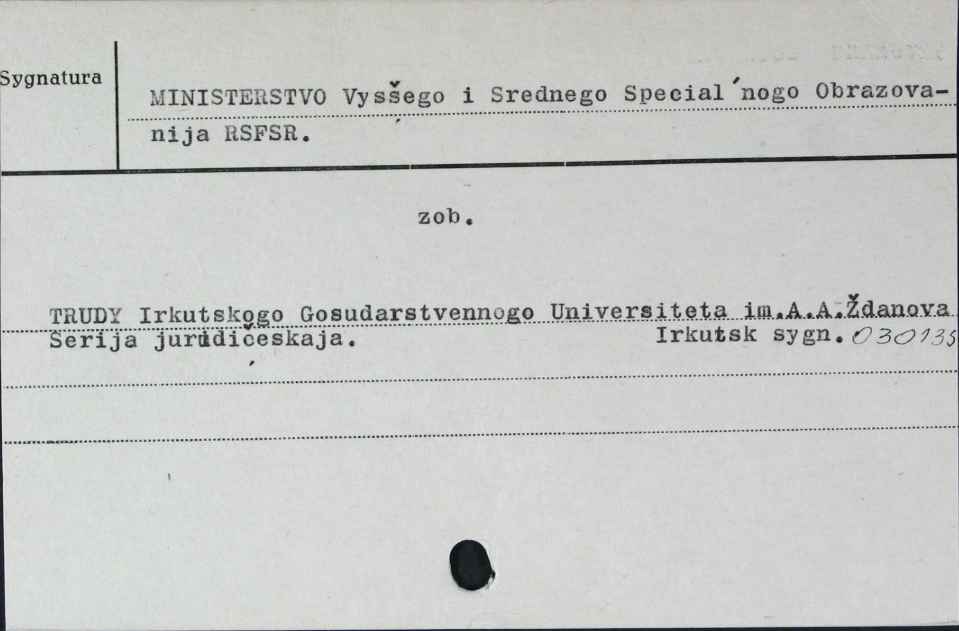 Sygnatura
MINISTERSTVO Vysšego i Srednego Special´nogo Obrazova-
nija RSFSR.
zob.
TRUDY Irkutskogo Gosudarstvennogo Universiteta im.A.A.Ždanova
Serija juridičeskaja. Irkutsk sygn. 030135